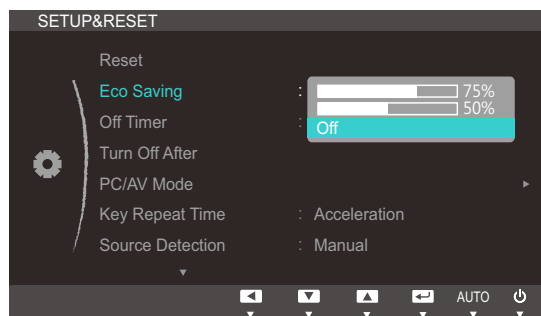 SETUP&RESET
Reset
Eco Saving : 75%
50%
Off Timer : Off
Turn Off After
PC/AV Mode
Key Repeat Time : Acceleration
Source Detection : Manual
AUTO